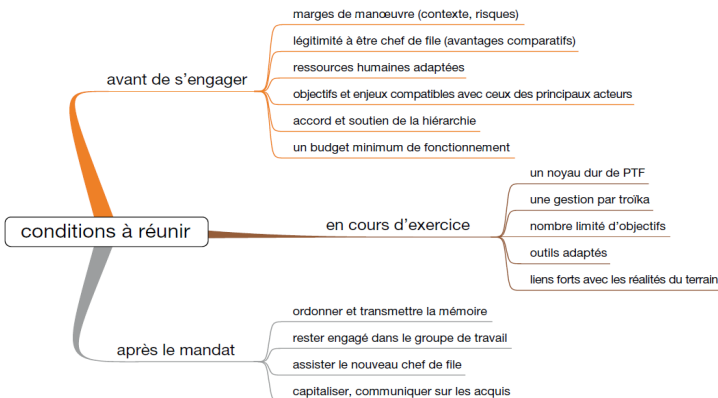 conditions à réunir
avant de s'engager
marges de manœuvre (contexte, risques)
légitimité à être chef de file (avantages comparatifs)
ressources humaines adaptées
objectifs et enjeux compatibles avec ceux des principaux acteurs
accord et soutien de la hiérarchie
un budget minimum de fonctionnement
en cours d'exercice
un noyau dur de PTF
une gestion par troïka
nombre limité d'objectifs
outils adaptés
liens forts avec les réalités du terrain
après le mandat
ordonner et transmettre la mémoire
rester engagé dans le groupe de travail
assister le nouveau chef de file
capitaliser, communiquer sur les acquis